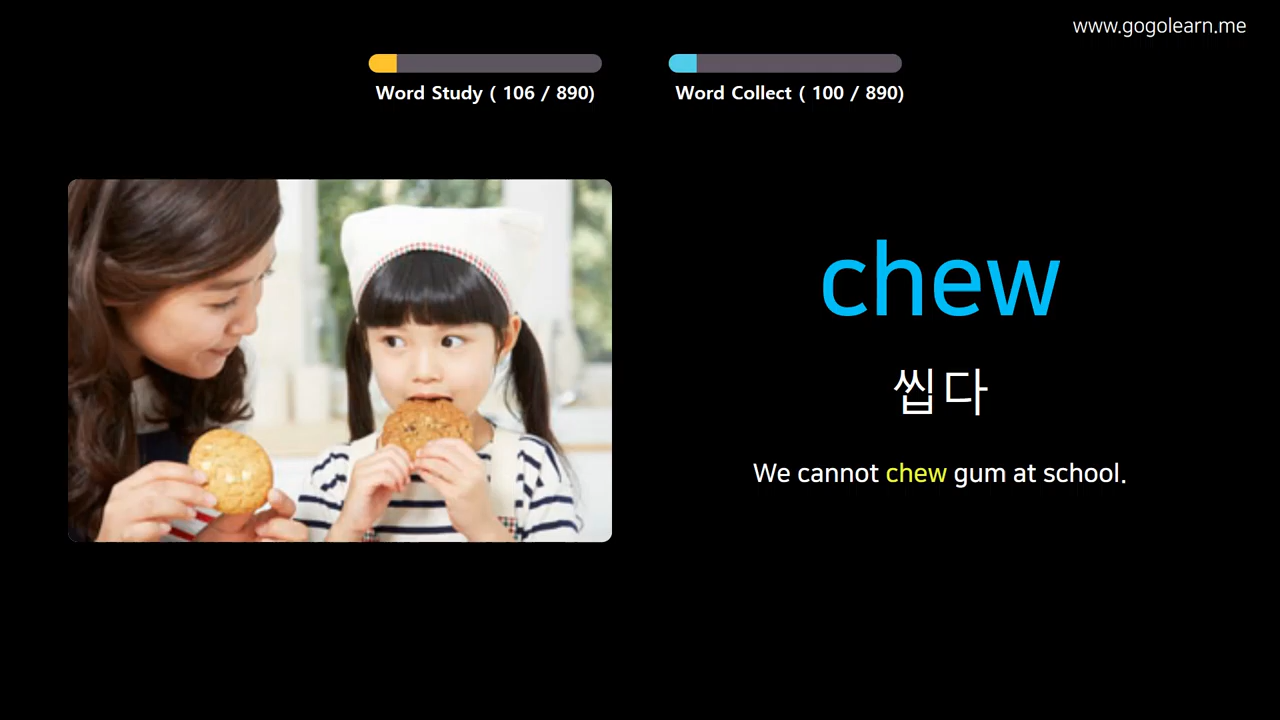 www.gogolearn.me
Word Study ( 106 / 890)
Word Collect ( 100 / 890)
chew
씹다
We cannot chew gum at school.